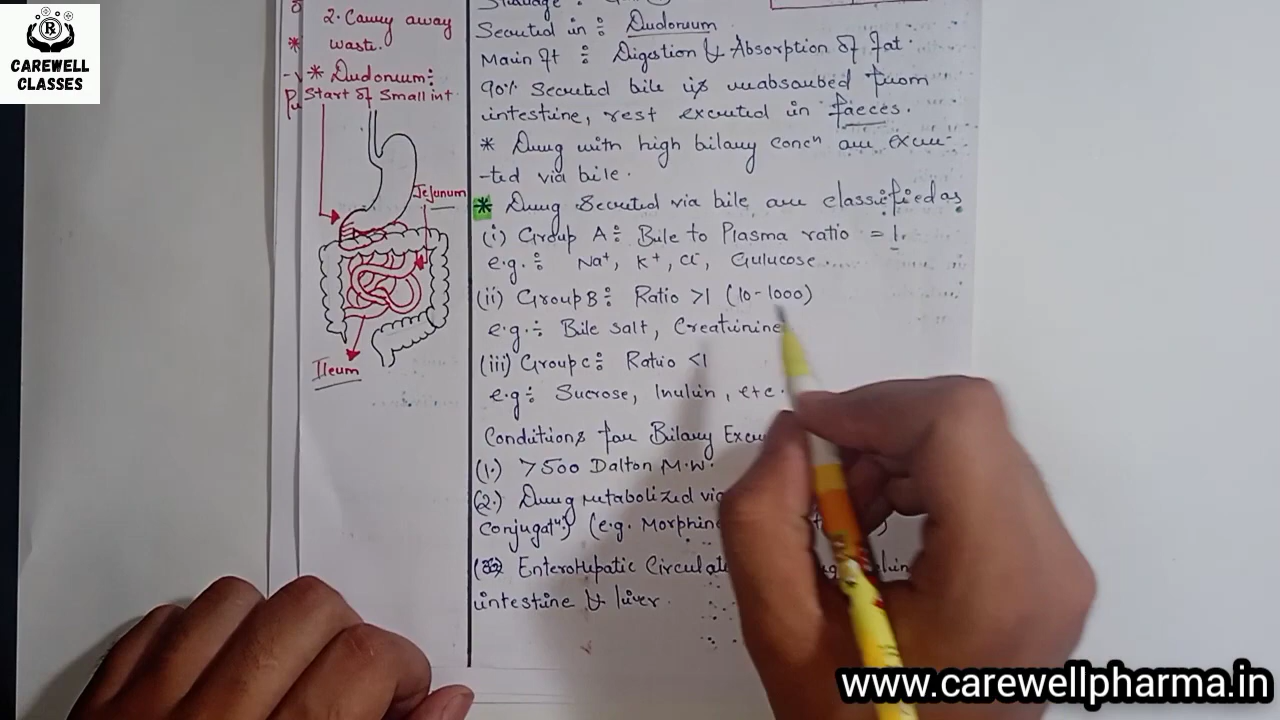 Rx
CAREWELL
CLASSES
2. Carry away
waste.
* Dudonum:
Start of Small int
Jejunum
Ileum
Secreted in : Dudonum
Main ft : Digestion & Absorption of fat.
90% Secreted bile is reabsorbed from
intestine, rest excreted in faeces.
* Drug with high bilary concn are excre-
-ted via bile.
* Drug Secreted via bile are classified as
(i) Group A : Bile to Plasma ratio = 1.
e.g. : Na+, K+, Cl-, Gulucose.
(ii) Group B : Ratio >1 (10-1000)
e.g. : Bile salt, Creatinine
(iii) Group C : Ratio <1
e.g : Sucrose, Inulin, etc.
Conditions for Bilary Excre
(1.) >500 Dalton M.W.
(2.) Drug metabolized via
conjugatn.) (e.g. Morphine
Enterohepatic Circulat
intestine & liver.
www.carewellpharma.in